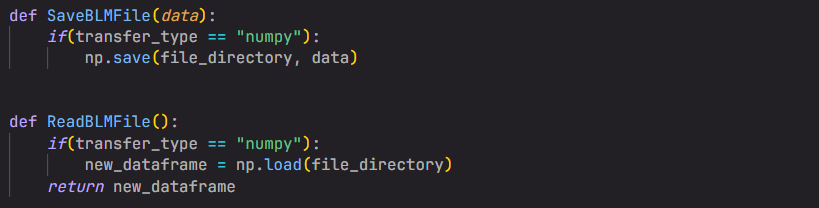 def SaveBLMFile(data):
    if(transfer_type == "numpy"):
        np.save(file_directory, data)
def ReadBLMFile():
    if(transfer_type == "numpy"):
        new_dataframe = np.load(file_directory)
    return new_dataframe